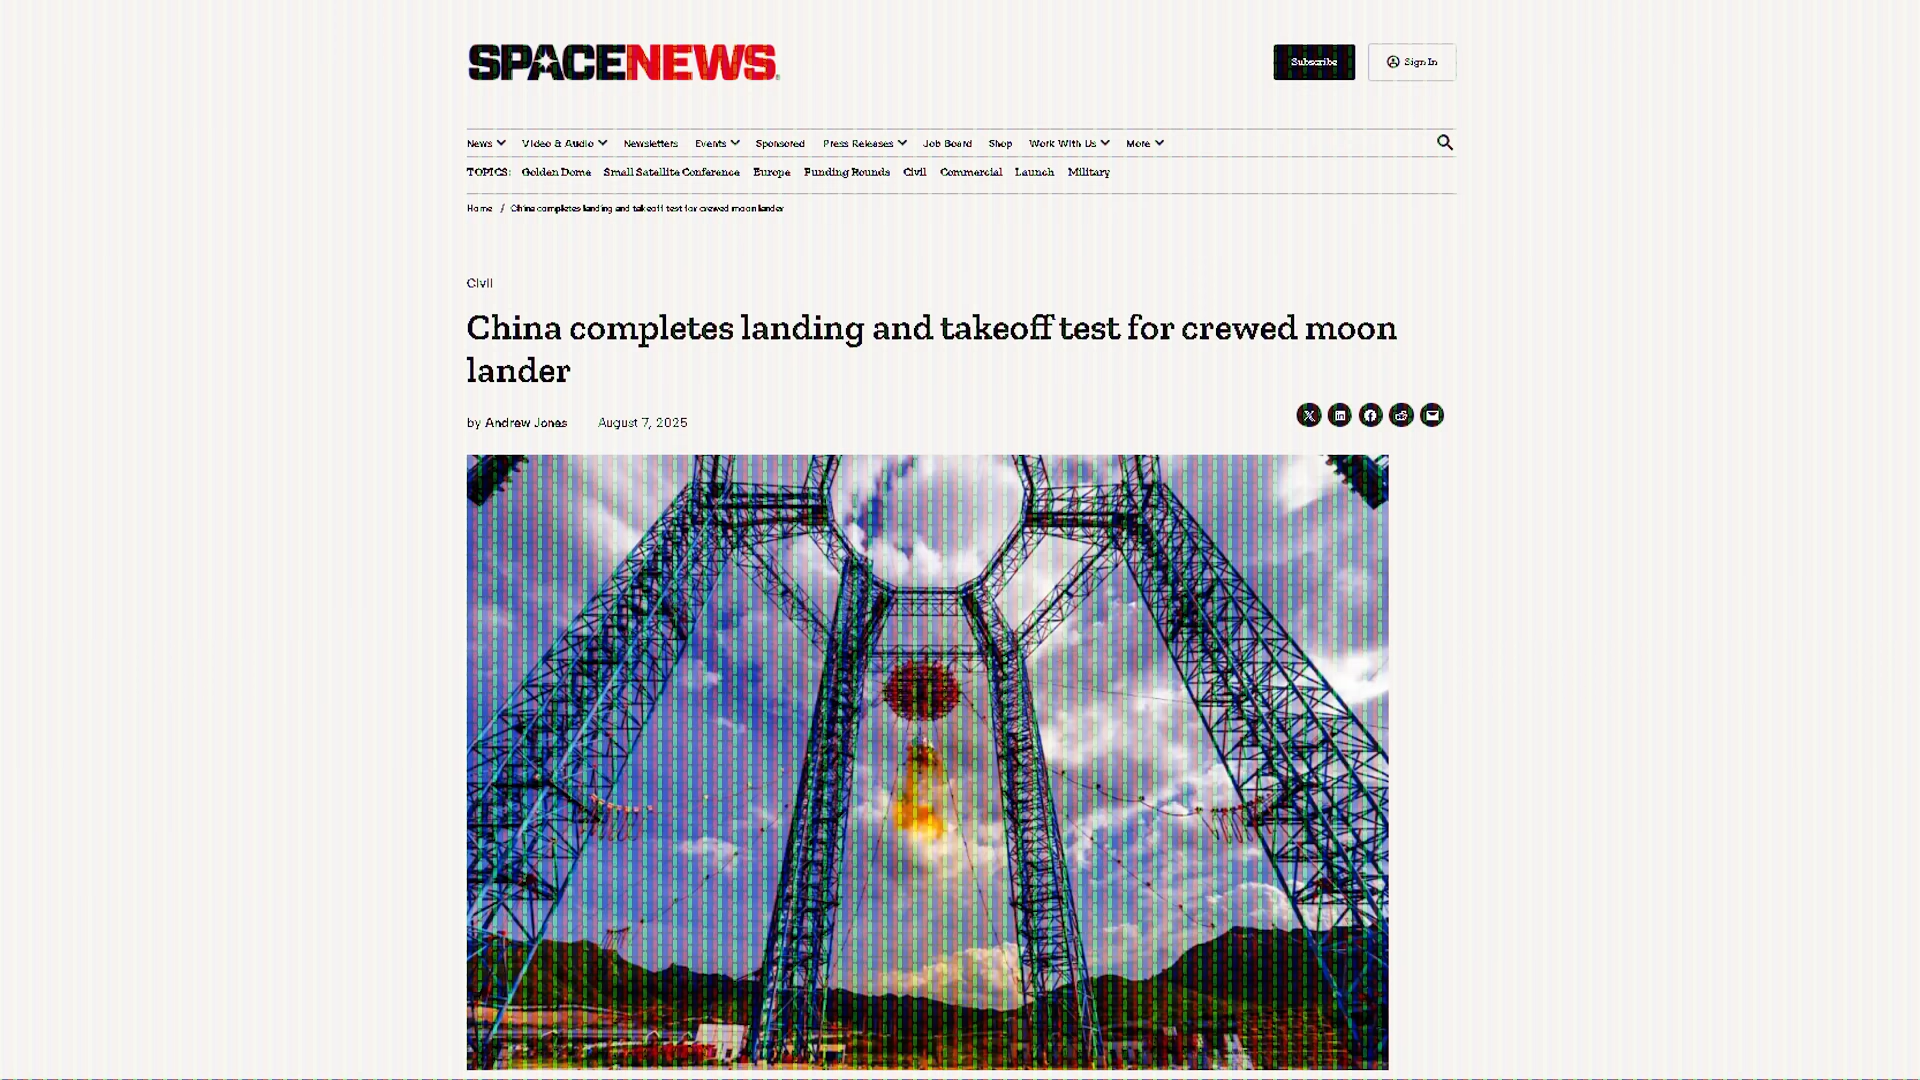 SPACENEWS
Subscribe
Sign In
News Video & Audio Newsletters Events Sponsored Press Releases Job Board Shop Work With Us More
TOPICS: Golden Dome Small Satellite Conference Europe Funding Rounds Civil Commercial Launch Military
Home / China completes landing and takeoff test for crewed moon lander
Civil
China completes landing and takeoff test for crewed moon
lander
by Andrew Jones August 7, 2025